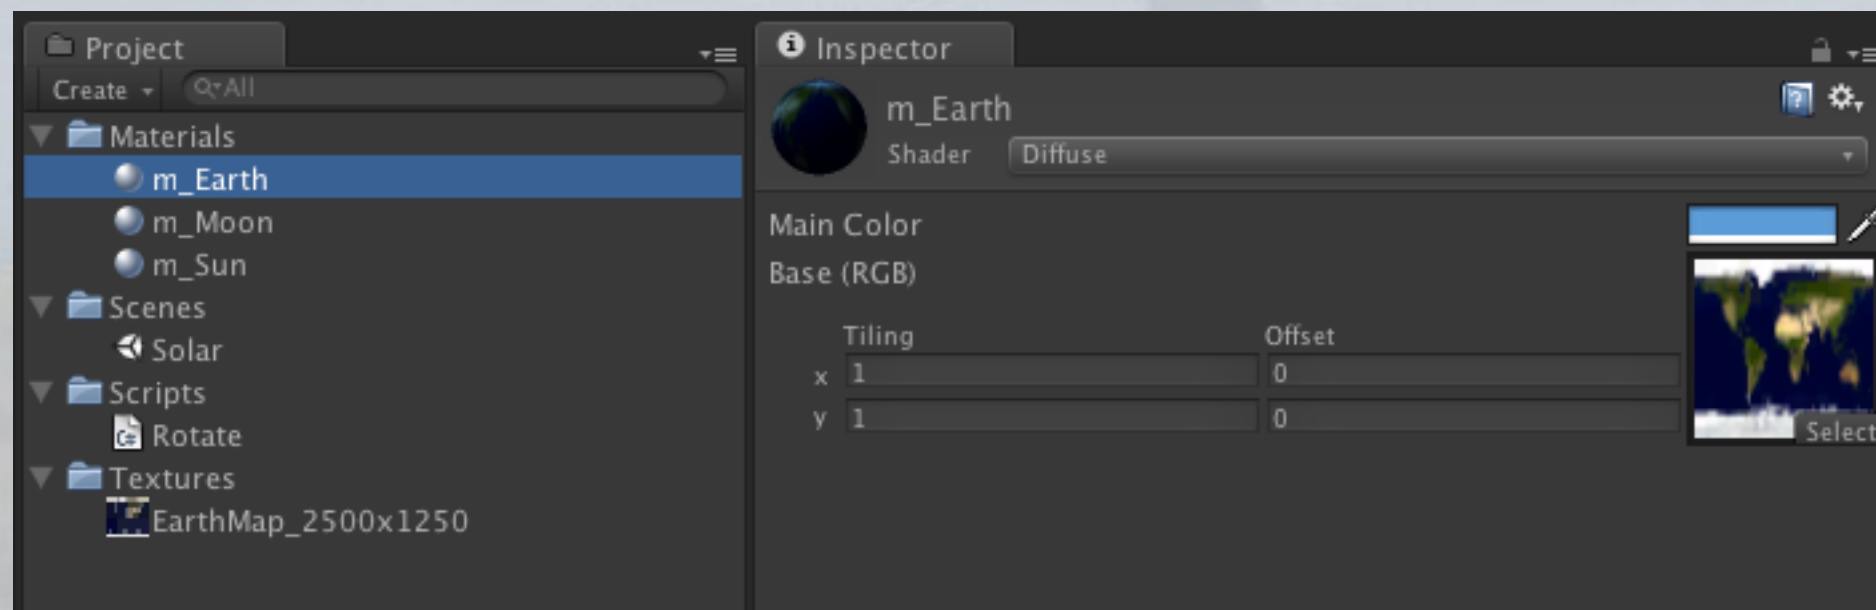 Project
Create
All
Materials
m_Earth
m_Moon
m_Sun
Scenes
Solar
Scripts
C#
Rotate
Textures
EarthMap_2500x1250
Inspector
m_Earth
Shader Diffuse
Main Color
Base (RGB)
Tiling Offset
x 1 0
y 1 0
Select